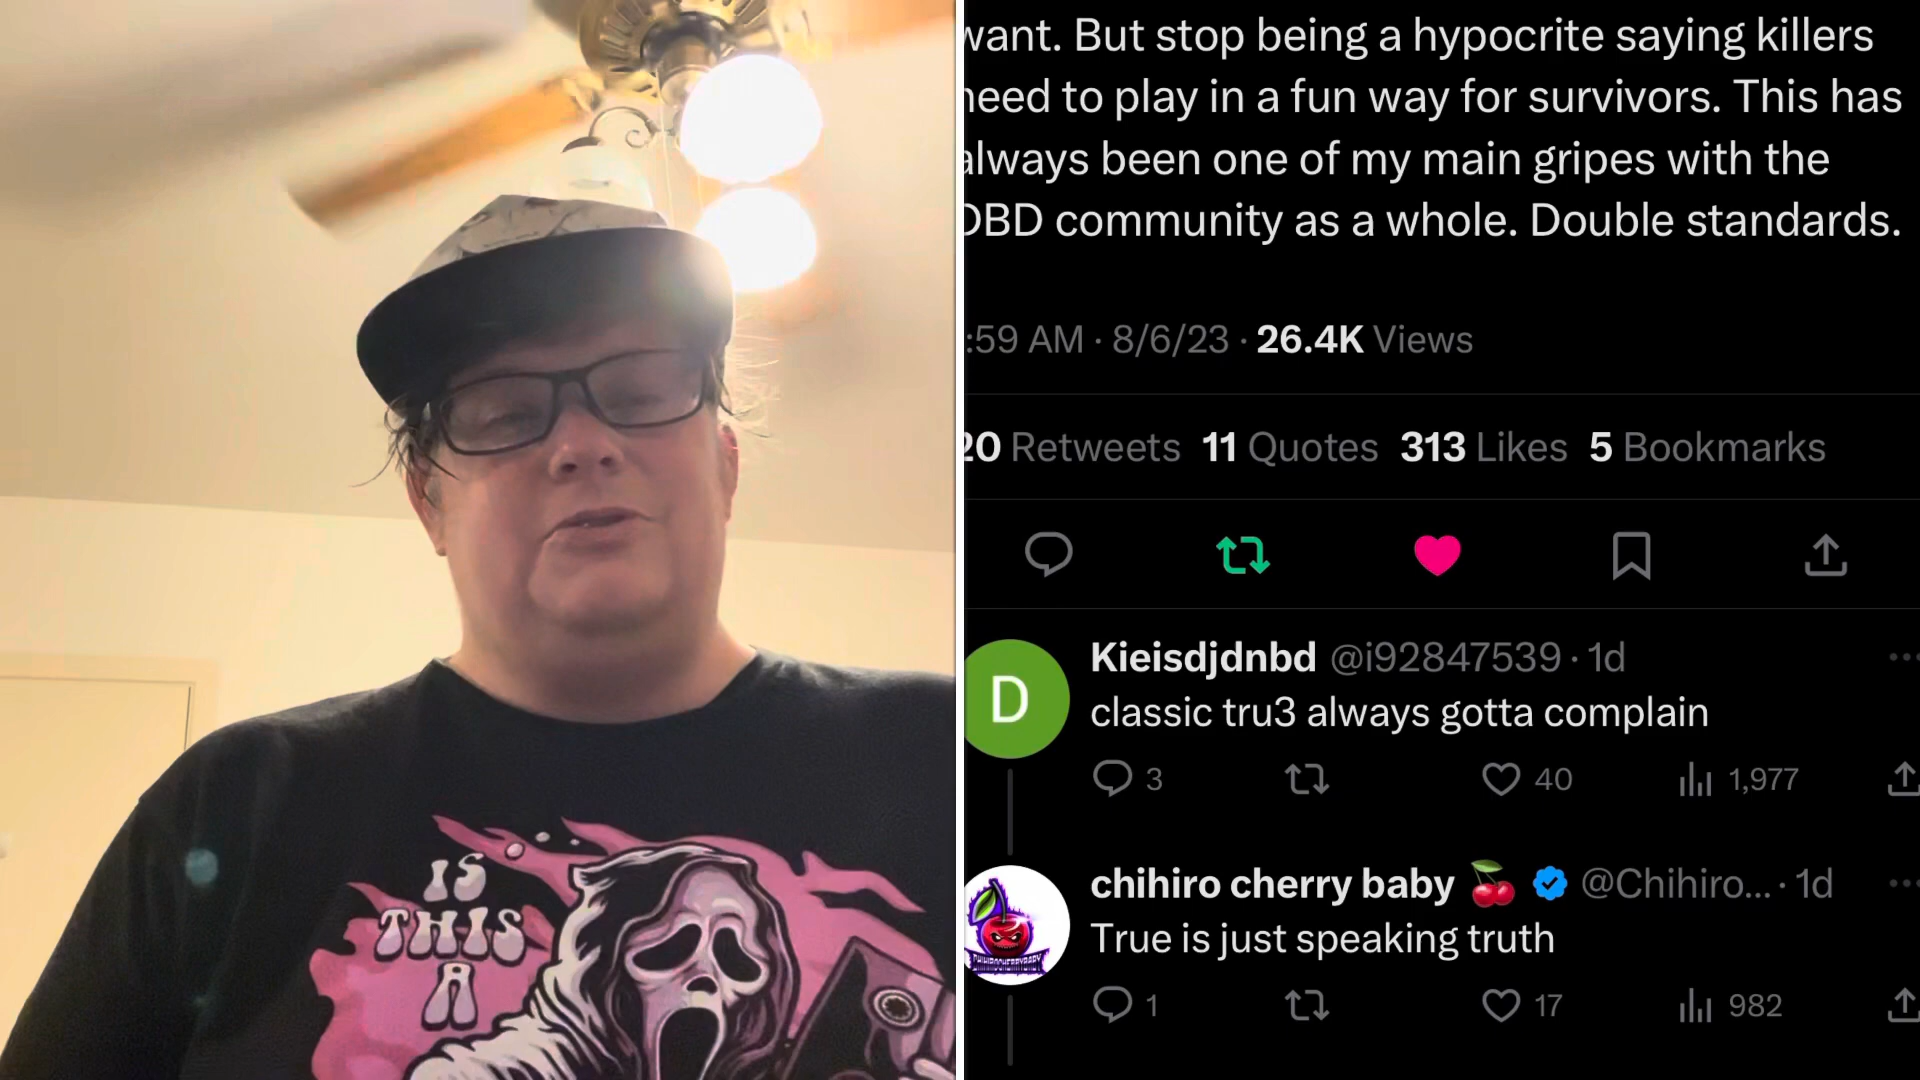 IS
THIS
A
want. But stop being a hypocrite saying killers
need to play in a fun way for survivors. This has
always been one of my main gripes with the
DBD community as a whole. Double standards.
:59 AM · 8/6/23 · 26.4K Views
20 Retweets 11 Quotes 313 Likes 5 Bookmarks
D
Kieisdjdnbd @i92847539 · 1d
classic tru3 always gotta complain
3 40 1,977
chihiro cherry baby 🍒 @Chihiro... · 1d
CHIHIROCHERRYBABY
True is just speaking truth
1 17 982